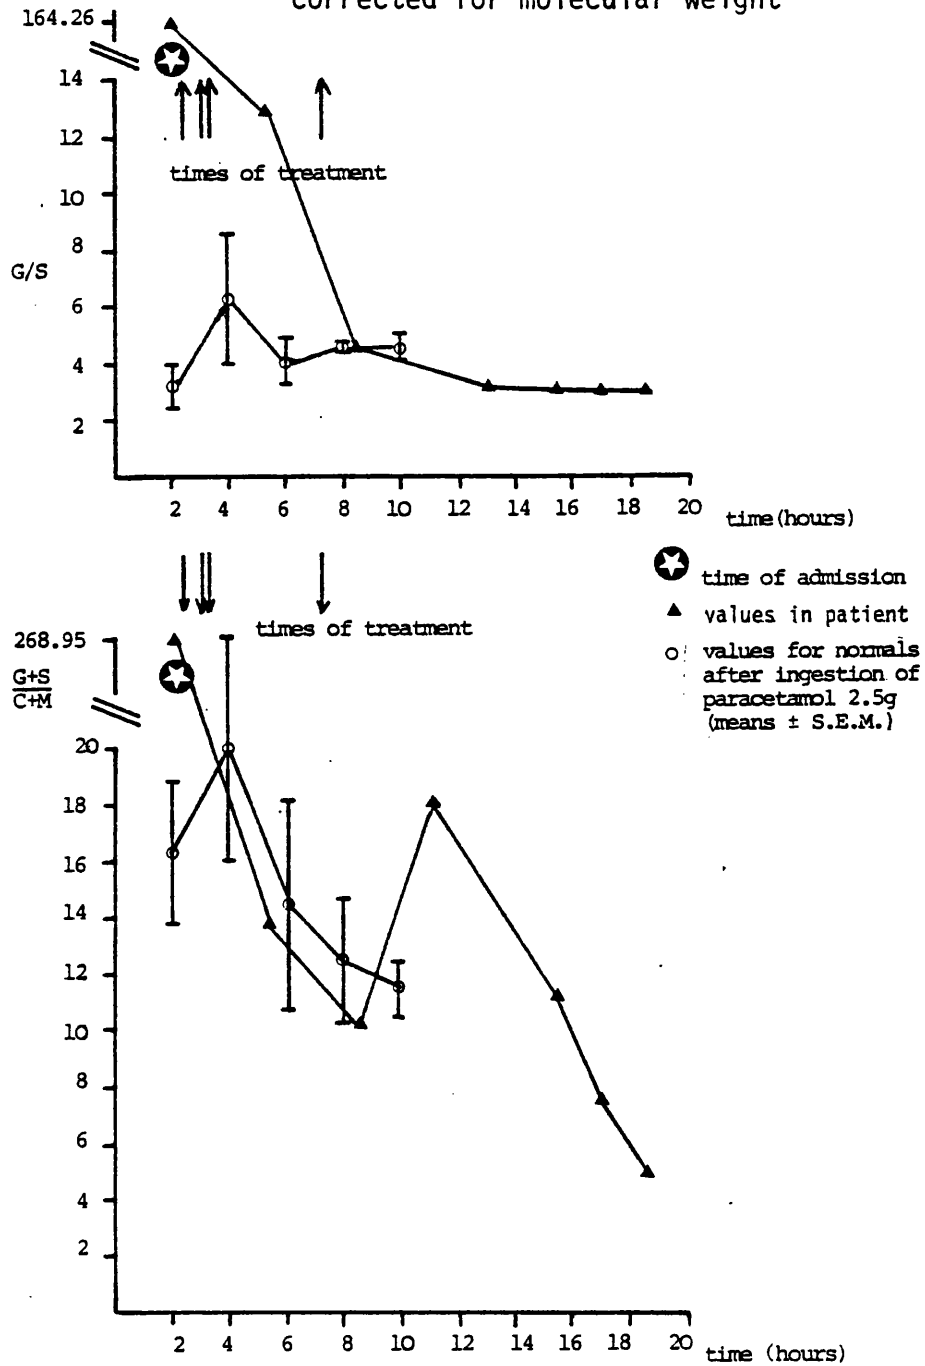 corrected for molecular weight
164.26
14
12
times of treatment
10
8
G/S
6
4
2
2 4 6 8 10 12 14 16 18 20
time (hours)
time of admission
times of treatment
values in patient
268.95
G+S
C+M
values for normals
after ingestion of
paracetamol 2.5g
(means ± S.E.M.)
20
18
16
14
12
10
8
6
4
2
2 4 6 8 10 12 14 16 18 20
time (hours)